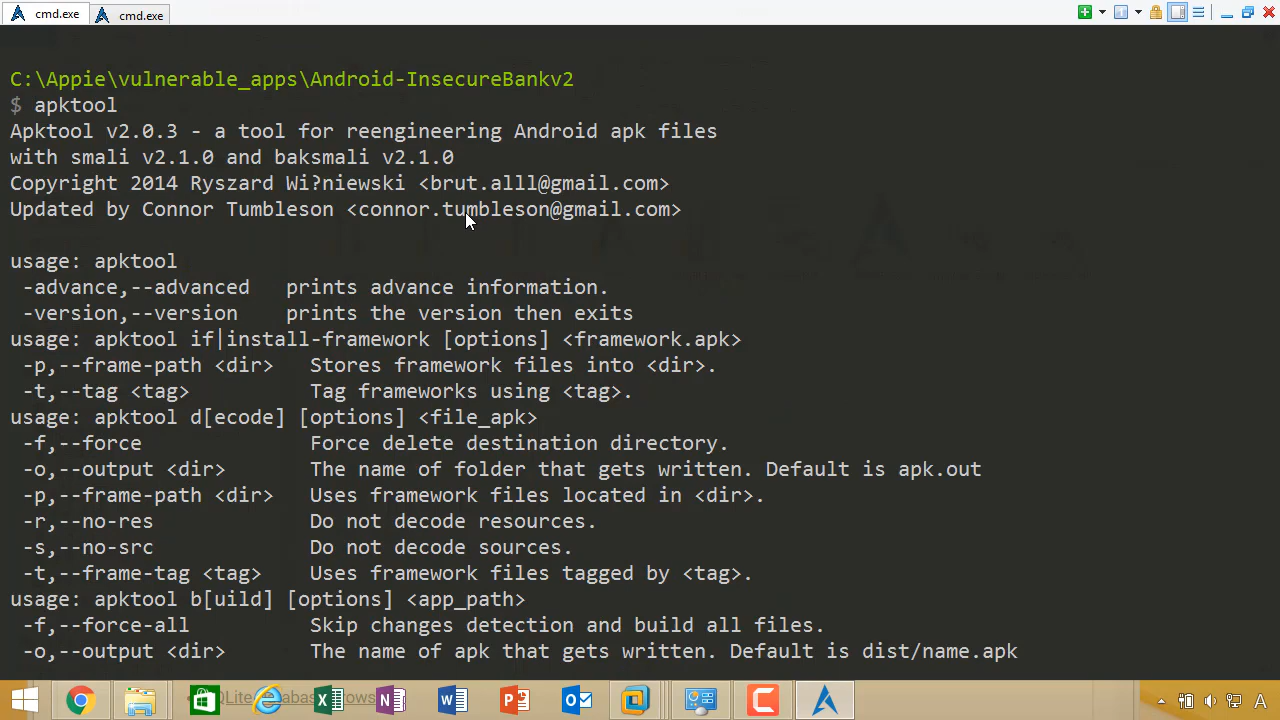 cmd.exe
cmd.exe
C:\Appie\vulnerable_apps\Android-InsecureBankv2
$ apktool
Apktool v2.0.3 - a tool for reengineering Android apk files
with smali v2.1.0 and baksmali v2.1.0
Copyright 2014 Ryszard Wi?niewski <brut.alll@gmail.com>
Updated by Connor Tumbleson <connor.tumbleson@gmail.com>
usage: apktool
-advance,--advanced prints advance information.
-version,--version prints the version then exits
usage: apktool if|install-framework [options] <framework.apk>
-p,--frame-path <dir> Stores framework files into <dir>.
-t,--tag <tag> Tag frameworks using <tag>.
usage: apktool d[ecode] [options] <file_apk>
-f,--force Force delete destination directory.
-o,--output <dir> The name of folder that gets written. Default is apk.out
-p,--frame-path <dir> Uses framework files located in <dir>.
-r,--no-res Do not decode resources.
-s,--no-src Do not decode sources.
-t,--frame-tag <tag> Uses framework files tagged by <tag>.
usage: apktool b[uild] [options] <app_path>
-f,--force-all Skip changes detection and build all files.
-o,--output <dir> The name of apk that gets written. Default is dist/name.apk
A